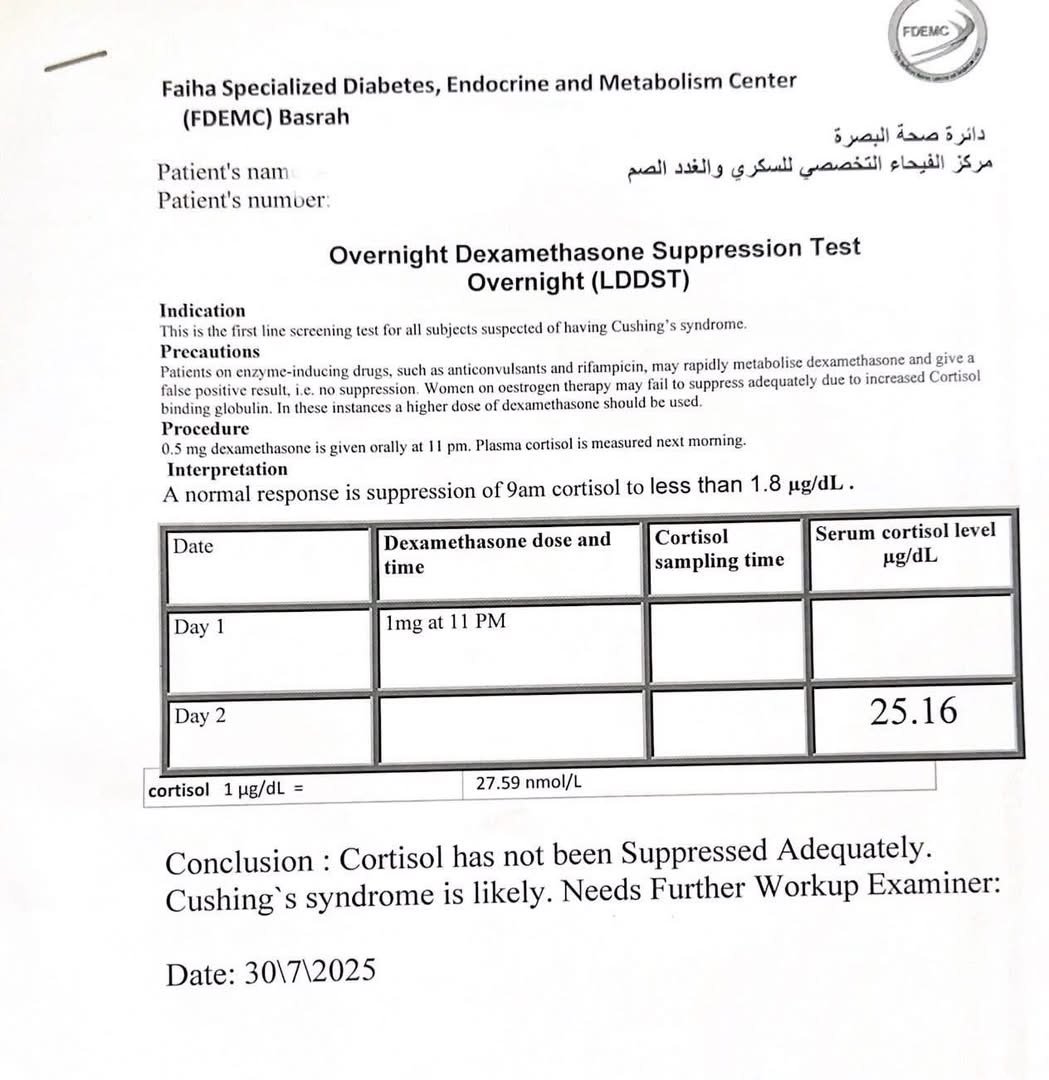 FDEMC
Faiha Specialized Diabetes, Endocrine and Metabolism Center
(FDEMC) Basrah
دائرة صحة البصرة
مركز الفيحاء التخصصي للسكري والغدد الصم
Patient's nam
Patient's number:
Overnight Dexamethasone Suppression Test
Overnight (LDDST)
Indication
This is the first line screening test for all subjects suspected of having Cushing's syndrome.
Precautions
Patients on enzyme-inducing drugs, such as anticonvulsants and rifampicin, may rapidly metabolise dexamethasone and give a
false positive result, i.e. no suppression. Women on oestrogen therapy may fail to suppress adequately due to increased Cortisol
binding globulin. In these instances a higher dose of dexamethasone should be used.
Procedure
0.5 mg dexamethasone is given orally at 11 pm. Plasma cortisol is measured next morning.
Interpretation
A normal response is suppression of 9am cortisol to less than 1.8 µg/dL .
Date
Dexamethasone dose and
time
Cortisol
sampling time
Serum cortisol level
µg/dL
Day 1
1mg at 11 PM
Day 2
25.16
cortisol 1 µg/dL =
27.59 nmol/L
Conclusion : Cortisol has not been Suppressed Adequately.
Cushing`s syndrome is likely. Needs Further Workup Examiner:
Date: 30\7\2025